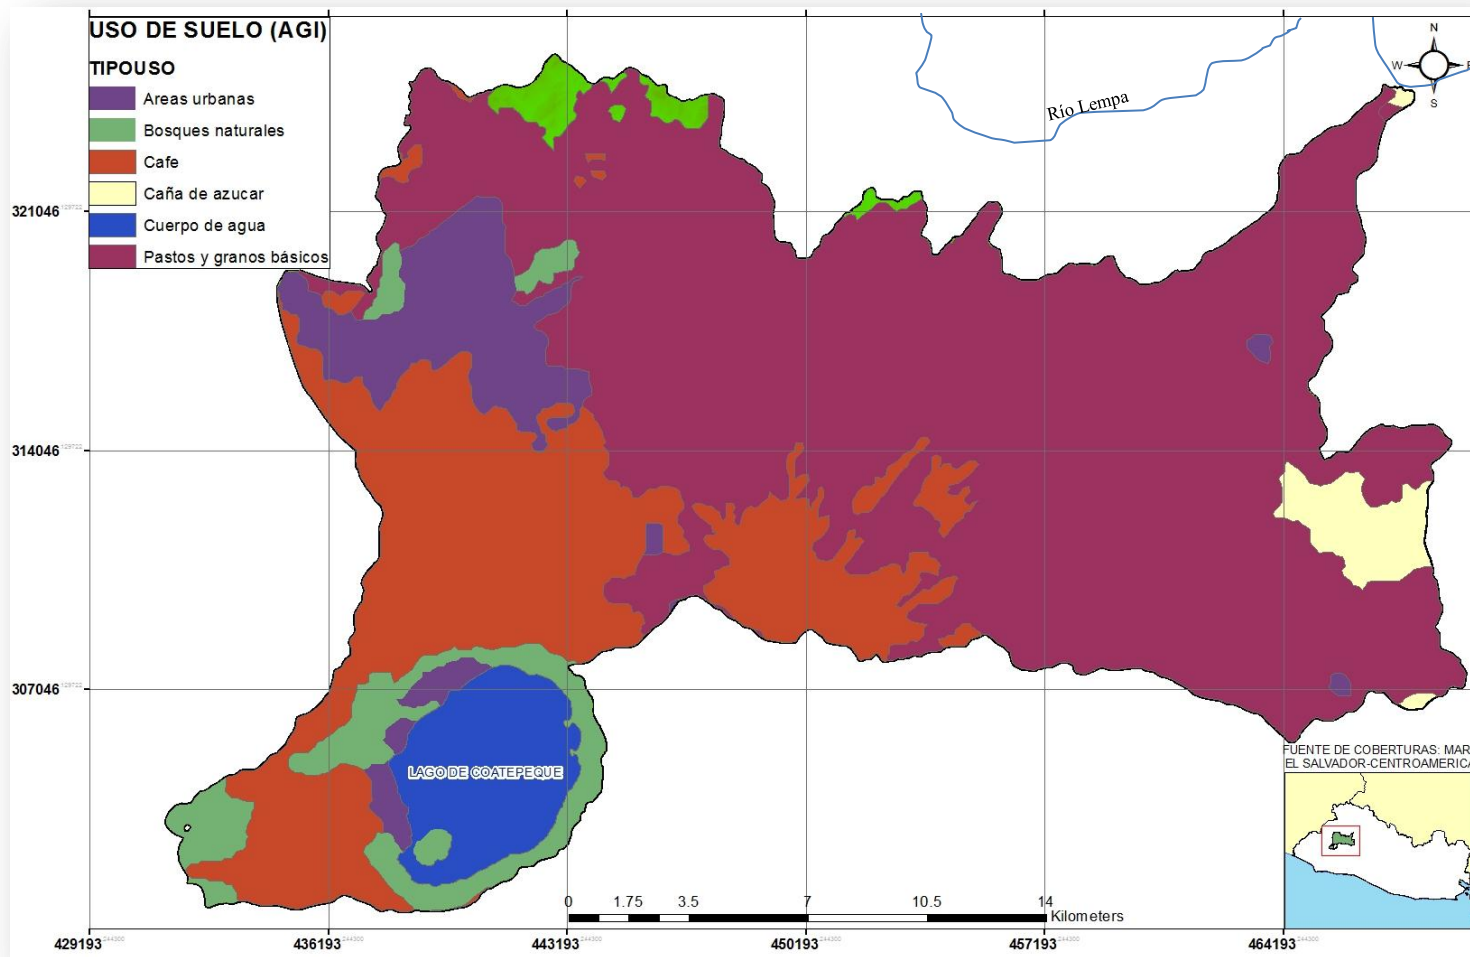 USO DE SUELO (AGI)
TIPOUSO
Areas urbanas
Bosques naturales
Cafe
Caña de azucar
Cuerpo de agua
Pastos y granos básicos
Río Lempa
N
W
E
S
321046
314046
307046
LAGO DE COATEPEQUE
FUENTE DE COBERTURAS: MAR
EL SALVADOR-CENTROAMERICA
0 1.75 3.5 7 10.5 14
Kilometers
429193 436193 443193 450193 457193 464193